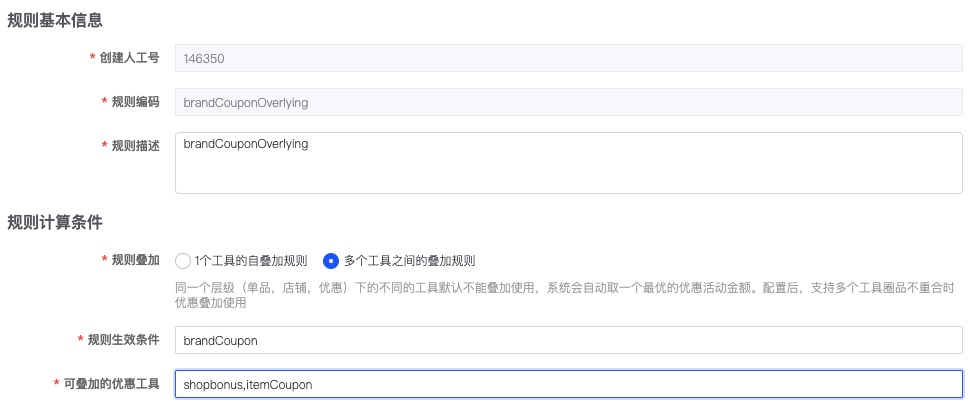 规则基本信息
* 创建人工号 146350
* 规则编码 brandCouponOverlying
* 规则描述 brandCouponOverlying
规则计算条件
* 规则叠加 1个工具的自叠加规则 多个工具之间的叠加规则
同一个层级（单品，店铺，优惠）下的不同的工具默认不能叠加使用，系统会自动取一个最优的优惠活动金额。配置后，支持多个工具圈品不重合时
优惠叠加使用
* 规则生效条件 brandCoupon
* 可叠加的优惠工具 shopbonus,itemCoupon